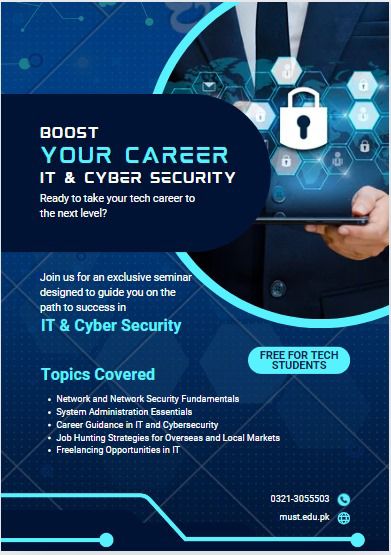 BOOST
YOUR CAREER
IT & CYBER SECURITY
Ready to take your tech career to
the next level?
Join us for an exclusive seminar
designed to guide you on the
path to success in
IT & Cyber Security
FREE FOR TECH
STUDENTS
Topics Covered
• Network and Network Security Fundamentals
• System Administration Essentials
• Career Guidance in IT and Cybersecurity
• Job Hunting Strategies for Overseas and Local Markets
• Freelancing Opportunities in IT
0321-3055503
must.edu.pk